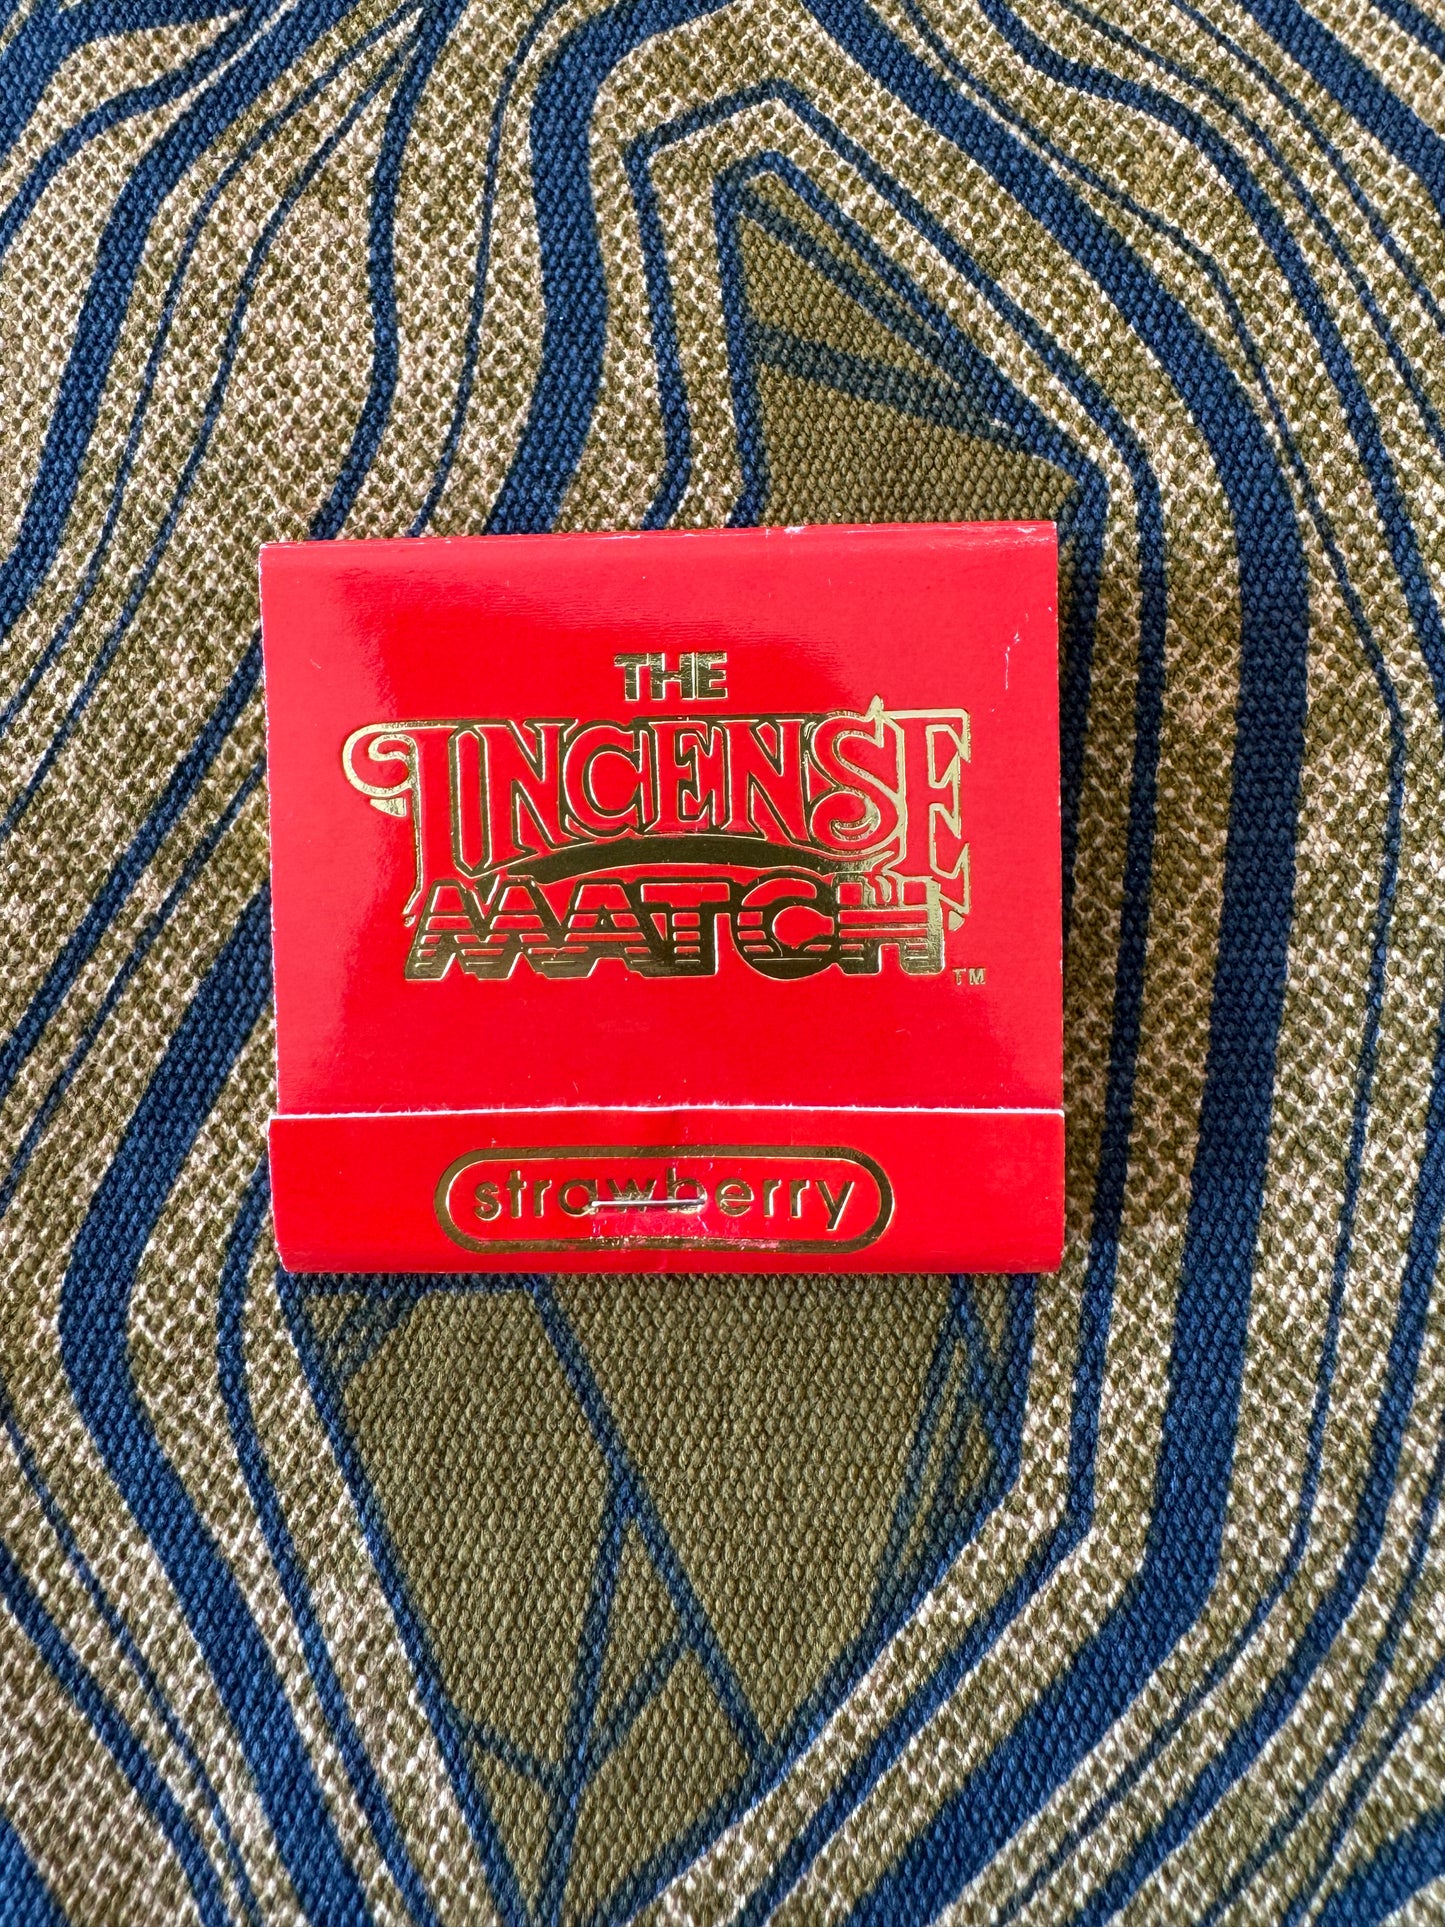 THE
INCENSE
MATCH TM
strawberry